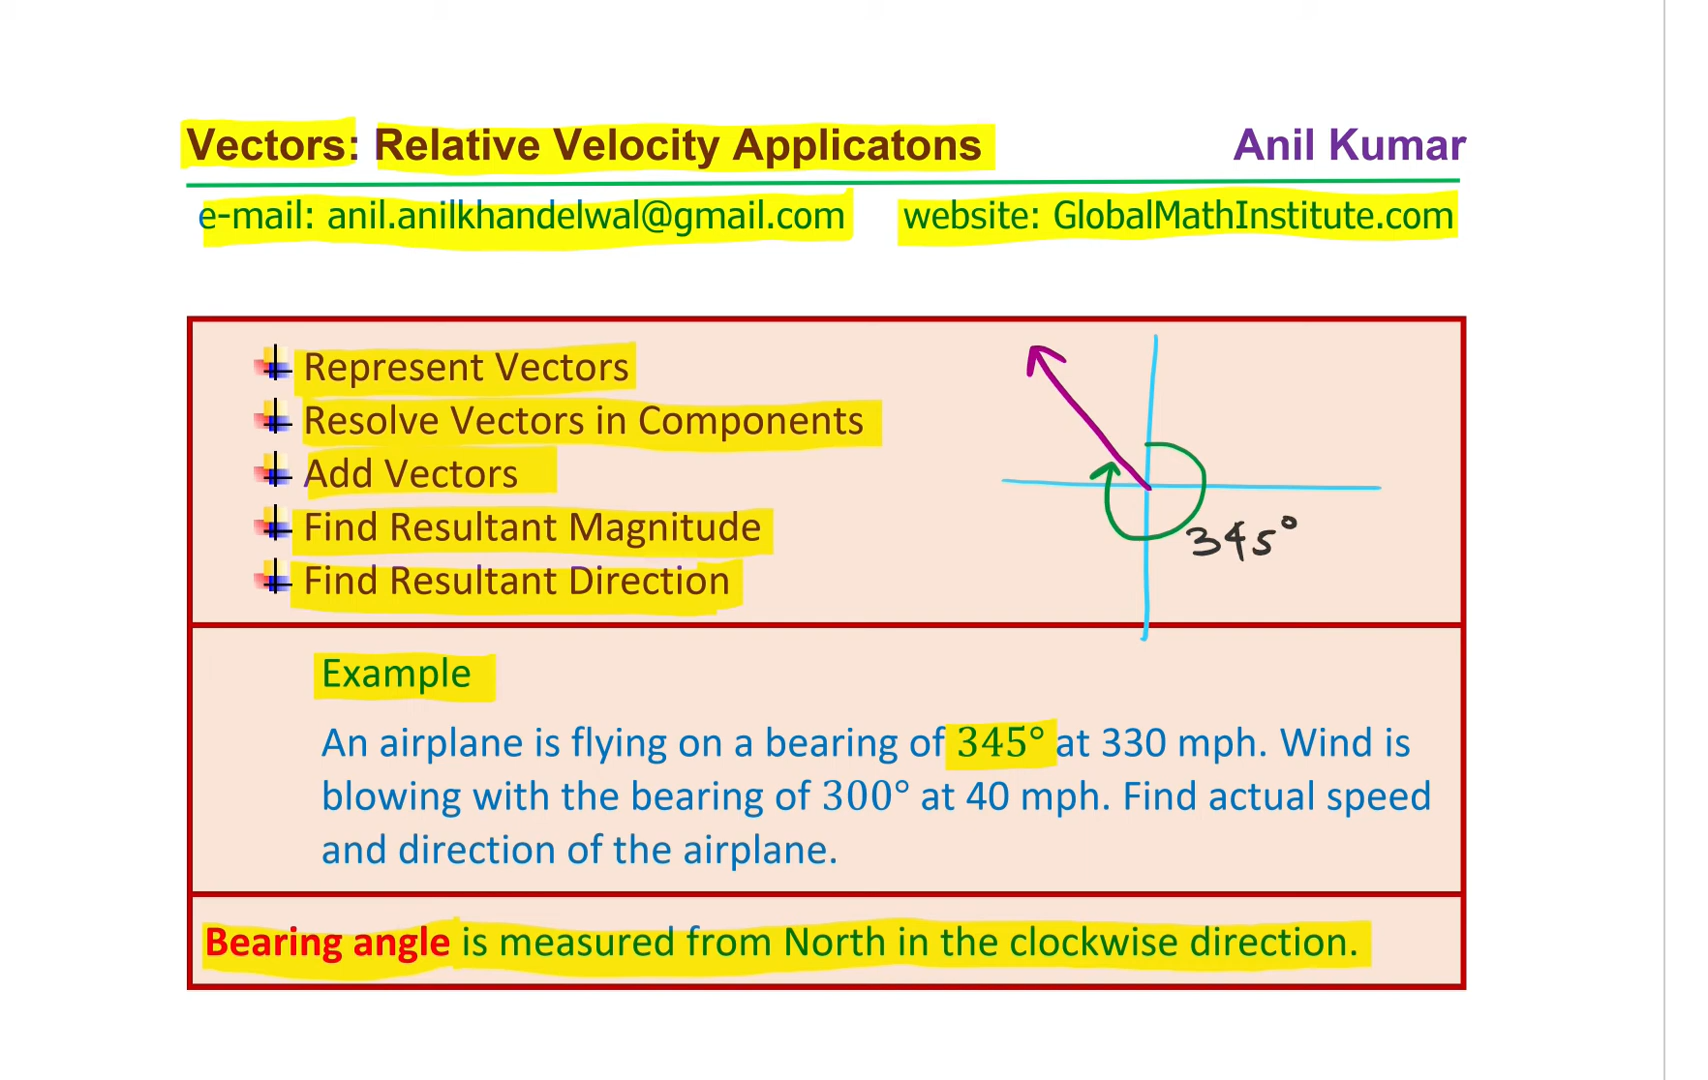 Vectors: Relative Velocity Applicatons Anil Kumar
e-mail: anil.anilkhandelwal@gmail.com website: GlobalMathInstitute.com
Represent Vectors
Resolve Vectors in Components
Add Vectors
Find Resultant Magnitude
Find Resultant Direction
345°
Example
An airplane is flying on a bearing of 345° at 330 mph. Wind is
blowing with the bearing of 300° at 40 mph. Find actual speed
and direction of the airplane.
Bearing angle is measured from North in the clockwise direction.